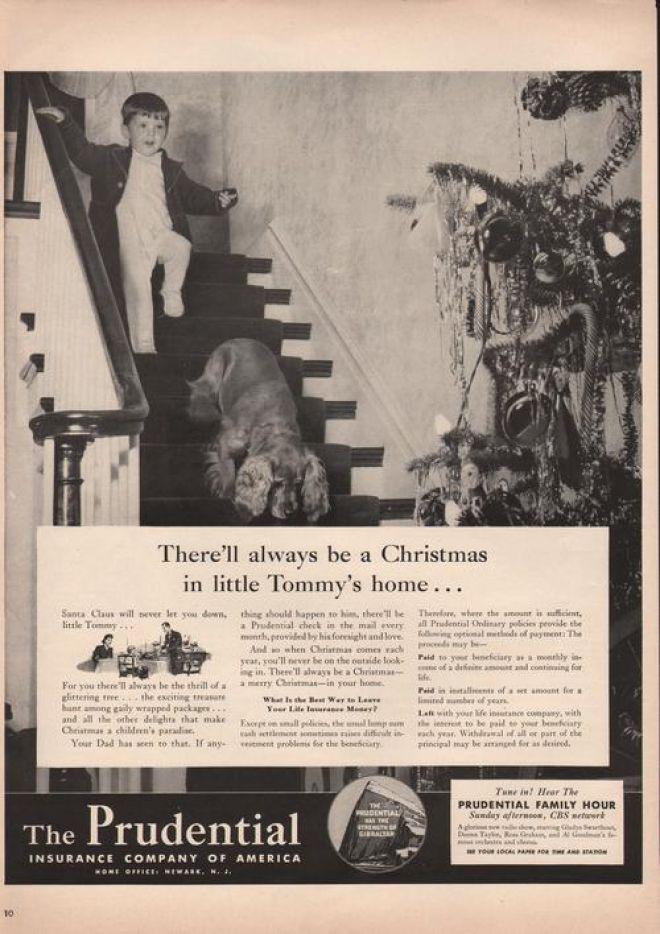 There'll always be a Christmas
in little Tommy's home...
Santa Claus will never let you down,
little Tommy...
For you there'll always be the thrill of a
glittering tree... the exciting treasure
hunt among gaily wrapped packages...
and all the other delights that make
Christmas a children's paradise.
Your Dad has seen to that. If any-
thing should happen to him, there'll be
a Prudential check in the mail every
month, provided by his foresight and love.
And so when Christmas comes each
year, you'll never be on the outside look-
ing in. There'll always be a Christmas—
a merry Christmas—in your home.
What Is the Best Way to Leave
Your Life Insurance Money?
Except on small policies, the usual lump sum
cash settlement sometimes raises difficult in-
vestment problems for the beneficiary.
Therefore, where the amount is sufficient,
all Prudential Ordinary policies provide the
following optional methods of payment: The
proceeds may be—
Paid to your beneficiary as a monthly in-
come of a definite amount and continuing for
life.
Paid in installments of a set amount for a
limited number of years.
Left with your life insurance company, with
the interest to be paid to your beneficiary
each year. Withdrawal of all or part of the
principal may be arranged for as desired.
The Prudential
INSURANCE COMPANY OF AMERICA
HOME OFFICE: NEWARK, N. J.
THE
PRUDENTIAL
HAS THE
STRENGTH OF
GIBRALTAR
Tune in! Hear The
PRUDENTIAL FAMILY HOUR
Sunday afternoon, CBS network
A glorious new radio show, starring Gladys Swarthout,
Deems Taylor, Ross Graham, and Al Goodman's fa-
mous orchestra and chorus.
SEE YOUR LOCAL PAPER FOR TIME AND STATION
10